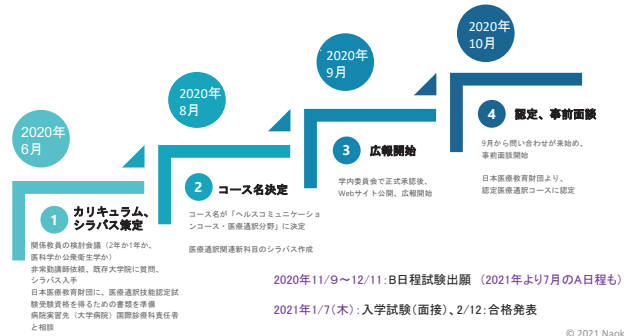 2020年
6月
1
カリキュラム、
シラバス策定
関係教員の検討会議（2年か1年か、
医科学か公衆衛生学か）
非常勤講師依頼、既存大学院に質問、
シラバス入手
日本医療教育財団に、医療通訳技能認定試
験受験資格を得るための書類を準備
病院実習先（大学病院）国際診療科責任者
と相談
2020年
8月
2
コース名決定
コース名が「ヘルスコミュニケーショ
ンコース・医療通訳分野」に決定
医療通訳関連新科目のシラバス作成
2020年
9月
3
広報開始
学内委員会で正式承認後、
Webサイト公開、広報開始
2020年
10月
4
認定、事前面談
9月から問い合わせが来始め、
事前面談開始
日本医療教育財団より、
認定医療通訳コースに認定
2020年11/9～12/11：B日程試験出願 （2021年より7月のA日程も）
2021年1/7（木）：入学試験（面接）、2/12：合格発表
© 2021 Naok